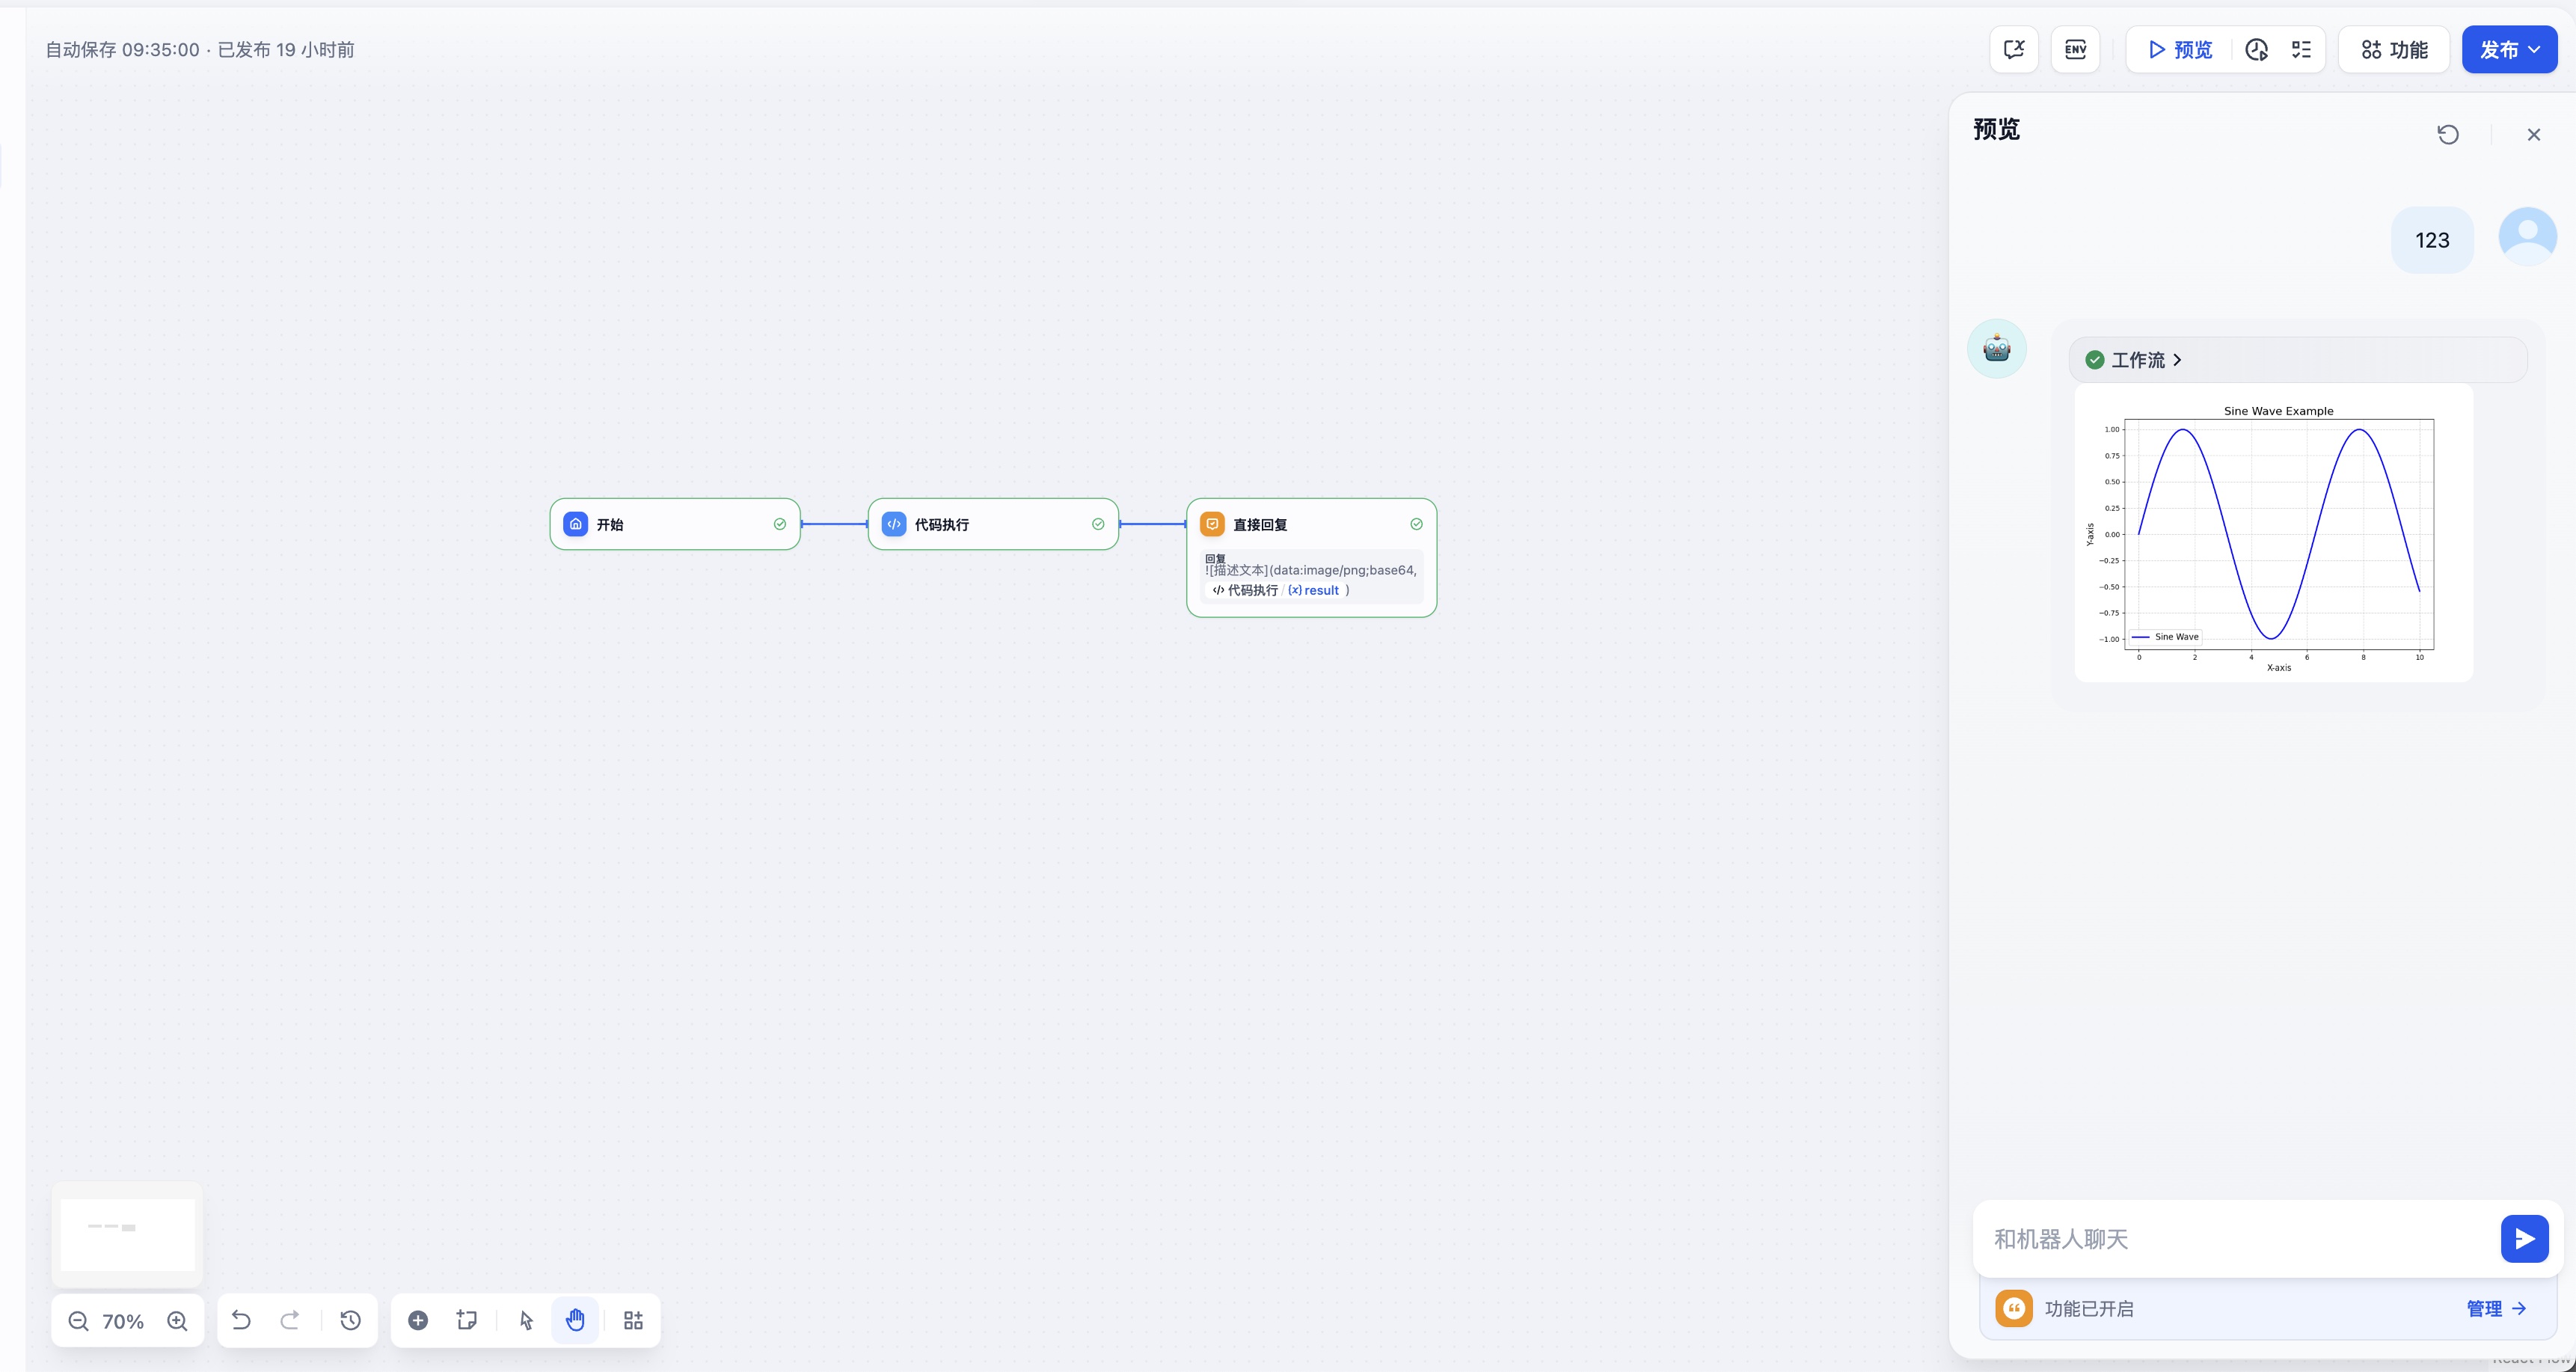 自动保存 09:35:00 · 已发布 19 小时前
ENV
预览
功能
发布
预览
123
工作流
Sine Wave Example
1.00
0.75
0.50
0.25
0.00
−0.25
−0.50
−0.75
−1.00
Y-axis
Sine Wave
0 2 4 6 8 10
X-axis
开始
代码执行
直接回复
回复
![描述文本](data:image/png;base64,
代码执行 / (x) result )
和机器人聊天
功能已开启
管理
70%
React Flow